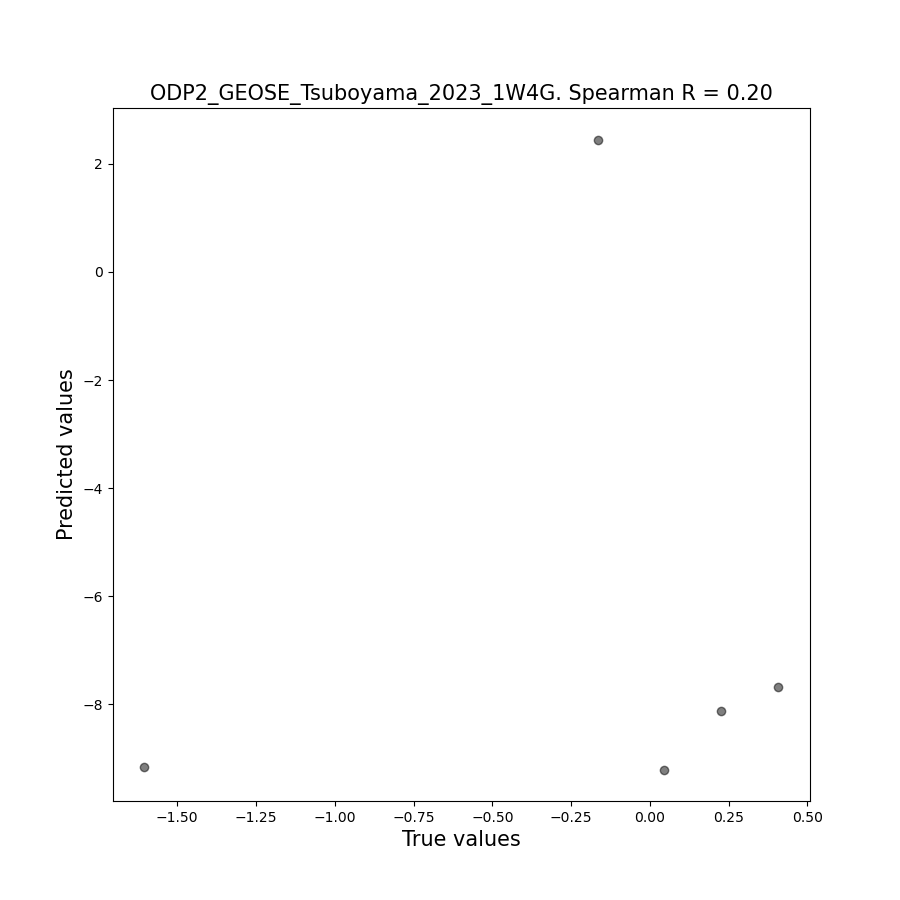 ODP2_GEOSE_Tsuboyama_2023_1W4G. Spearman R = 0.20
2
0
−2
−4
−6
−8
Predicted values
−1.50 −1.25 −1.00 −0.75 −0.50 −0.25 0.00 0.25 0.50
True values